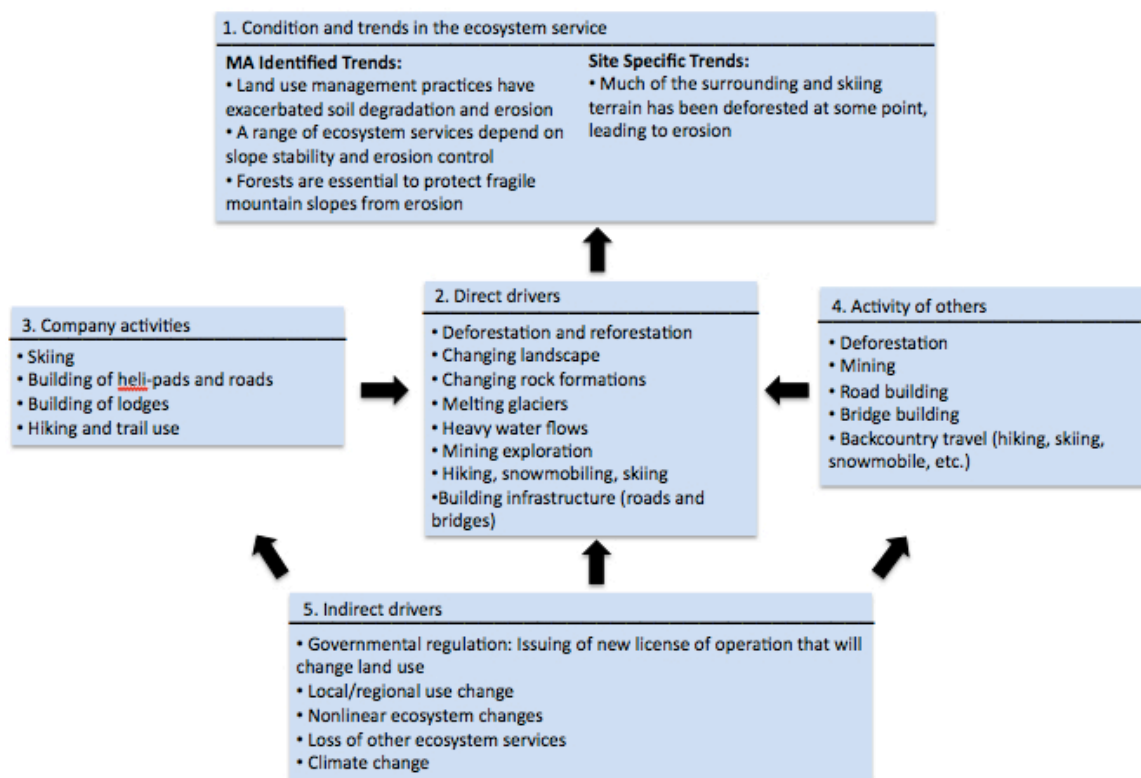 1. Condition and trends in the ecosystem service
MA Identified Trends:
• Land use management practices have
exacerbated soil degradation and erosion
• A range of ecosystem services depend on
slope stability and erosion control
• Forests are essential to protect fragile
mountain slopes from erosion
Site Specific Trends:
• Much of the surrounding and skiing
terrain has been deforested at some point,
leading to erosion
3. Company activities
• Skiing
• Building of heli-pads and roads
• Building of lodges
• Hiking and trail use
2. Direct drivers
• Deforestation and reforestation
• Changing landscape
• Changing rock formations
• Melting glaciers
• Heavy water flows
• Mining exploration
• Hiking, snowmobiling, skiing
•Building infrastructure (roads and
bridges)
4. Activity of others
• Deforestation
• Mining
• Road building
• Bridge building
• Backcountry travel (hiking, skiing,
snowmobile, etc.)
5. Indirect drivers
• Governmental regulation: Issuing of new license of operation that will
change land use
• Local/regional use change
• Nonlinear ecosystem changes
• Loss of other ecosystem services
• Climate change